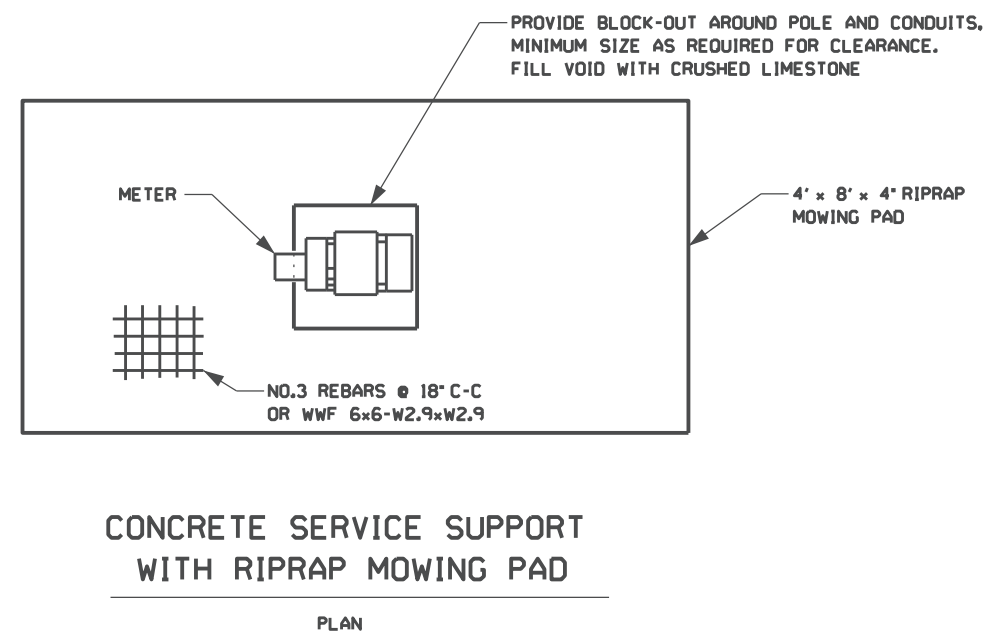 PROVIDE BLOCK-OUT AROUND POLE AND CONDUITS,
MINIMUM SIZE AS REQUIRED FOR CLEARANCE.
FILL VOID WITH CRUSHED LIMESTONE
METER
4' x 8' x 4" RIPRAP
MOWING PAD
NO.3 REBARS @ 18" C-C
OR WWF 6x6-W2.9xW2.9
CONCRETE SERVICE SUPPORT
WITH RIPRAP MOWING PAD
PLAN